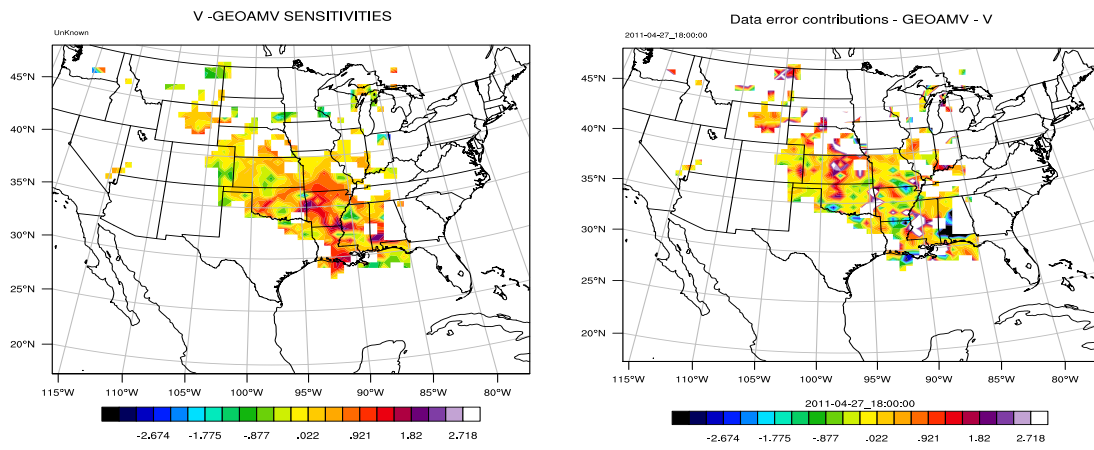 V -GEOAMV SENSITIVITIES
UnKnown
45°N
40°N
35°N
30°N
25°N
20°N
115°W 110°W 105°W 100°W 95°W 90°W 85°W 80°W
-2.674 -1.775 -.877 .022 .921 1.82 2.718
Data error contributions - GEOAMV - V
2011-04-27_18:00:00
45°N
40°N
35°N
30°N
25°N
20°N
115°W 110°W 105°W 100°W 95°W 90°W 85°W 80°W
2011-04-27_18:00:00
-2.674 -1.775 -.877 .022 .921 1.82 2.718